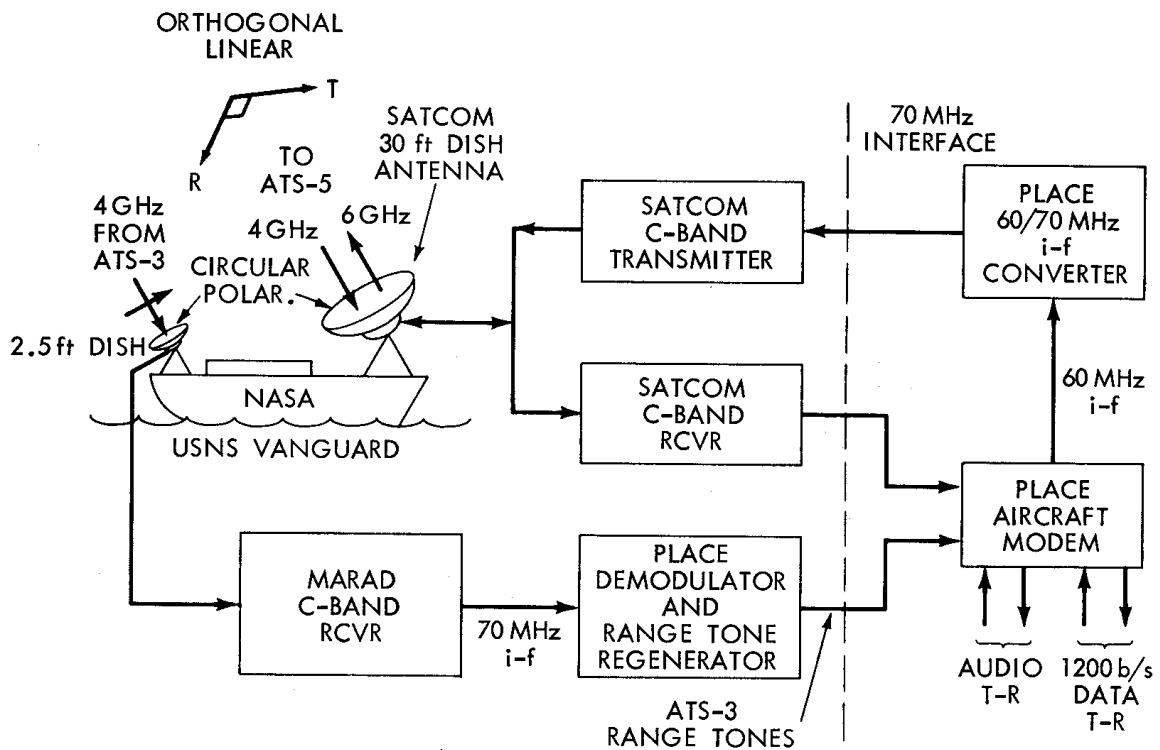 ORTHOGONAL
LINEAR
T
R
SATCOM
30 ft DISH
ANTENNA
TO
ATS-5
4 GHz
FROM
ATS-3
4 GHz
6 GHz
CIRCULAR
POLAR.
2.5 ft DISH
NASA
USNS VANGUARD
SATCOM
C-BAND
TRANSMITTER
70 MHz
INTERFACE
PLACE
60/70 MHz
i-f
CONVERTER
SATCOM
C-BAND
RCVR
60 MHz
i-f
PLACE
AIRCRAFT
MODEM
MARAD
C-BAND
RCVR
70 MHz
i-f
PLACE
DEMODULATOR
AND
RANGE TONE
REGENERATOR
ATS-3
RANGE TONES
AUDIO
T-R
1200 b/s
DATA
T-R